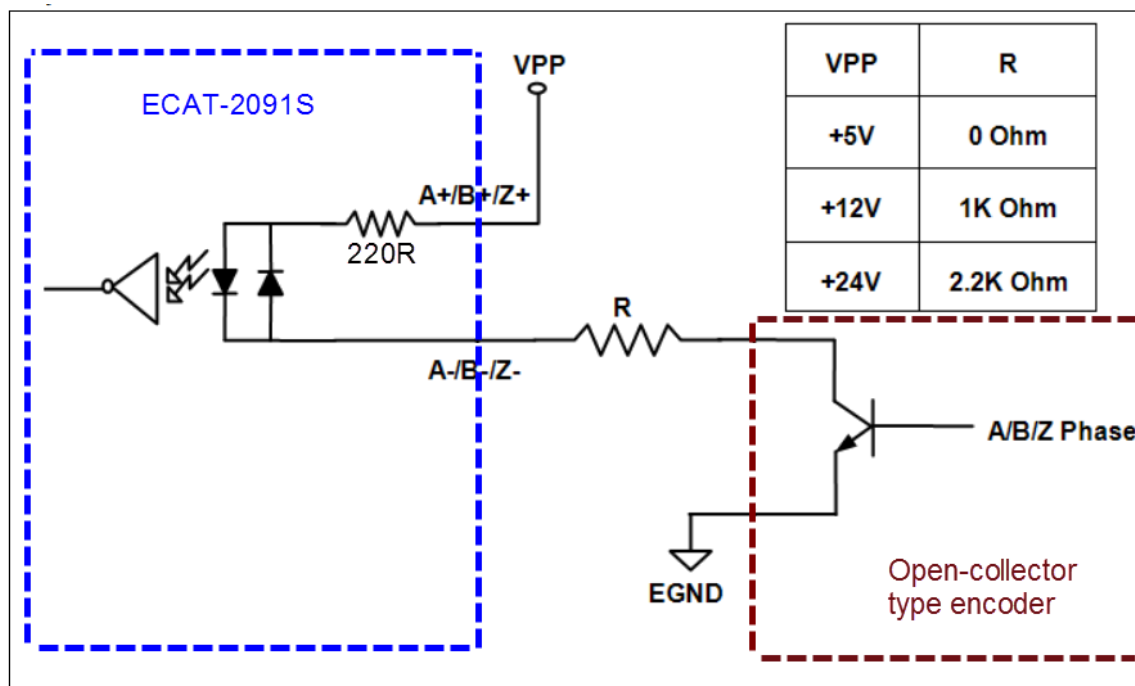 VPP
R
ECAT-2091S
VPP
+5V
0 Ohm
+12V
1K Ohm
+24V
2.2K Ohm
A+/B+/Z+
220R
R
A-/B-/Z-
A/B/Z Phase
EGND
Open-collector
type encoder